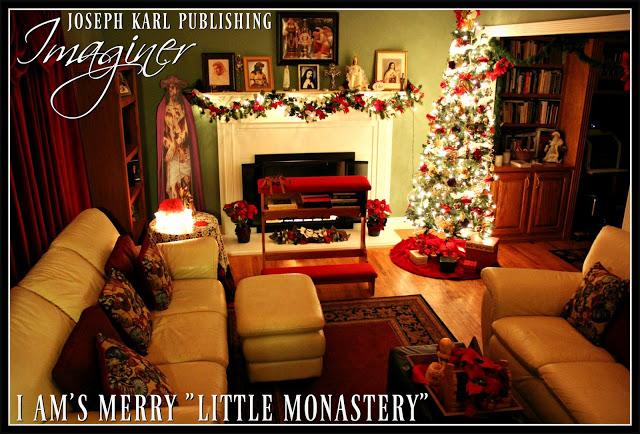 JOSEPH KARL PUBLISHING
Imaginer
I AM'S MERRY "LITTLE MONASTERY"